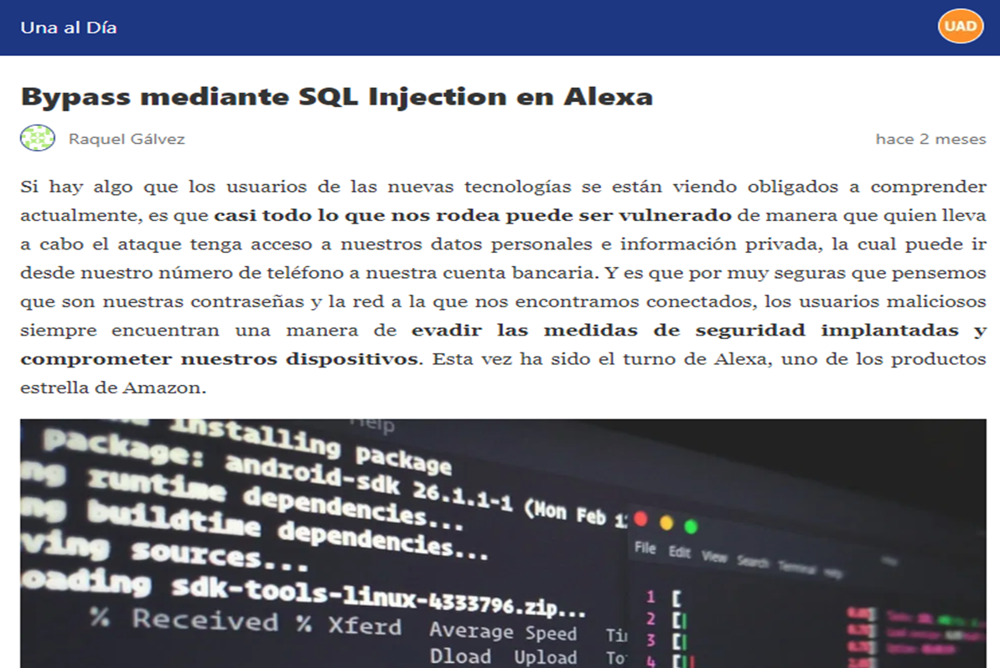 Una al Día
UAD
Bypass mediante SQL Injection en Alexa
Raquel Gálvez
hace 2 meses
Si hay algo que los usuarios de las nuevas tecnologías se están viendo obligados a comprender
actualmente, es que casi todo lo que nos rodea puede ser vulnerado de manera que quien lleva
a cabo el ataque tenga acceso a nuestros datos personales e información privada, la cual puede ir
desde nuestro número de teléfono a nuestra cuenta bancaria. Y es que por muy seguras que pensemos
que son nuestras contraseñas y la red a la que nos encontramos conectados, los usuarios maliciosos
siempre encuentran una manera de evadir las medidas de seguridad implantadas y
comprometer nuestros dispositivos. Esta vez ha sido el turno de Alexa, uno de los productos
estrella de Amazon.
Help
installing package
package: android-sdk 26.1.1-1 (Mon Feb 12
ng runtime dependencies...
ng buildtime dependencies...
ving sources...
oading sdk-tools-linux-4333796.zip...
% Received % Xferd Average Speed
Dload Upload
File Edit View Search Terminal
1 [
2 [
3 [
4 [